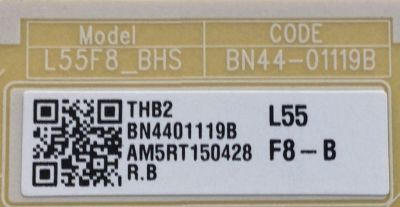 Model CODE
L55F8_BHS BN44-01119B
THB2
BN4401119B
AM5RT150428
R.B
L55
F8-B